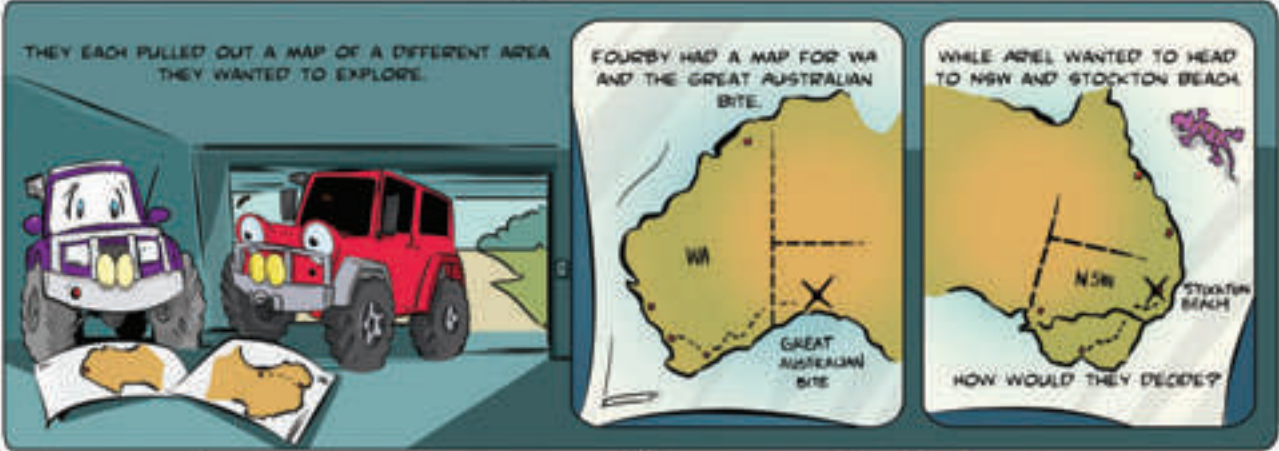 THEY EACH PULLED OUT A MAP OF A DIFFERENT AREA
THEY WANTED TO EXPLORE.
FOURBY HAD A MAP FOR WA
AND THE GREAT AUSTRALIAN
BITE.
WA
GREAT
AUSTRALIAN
BITE
WHILE ARIEL WANTED TO HEAD
TO NSW AND STOCKTON BEACH.
NSW
STOCKTON
BEACH
HOW WOULD THEY DECIDE?